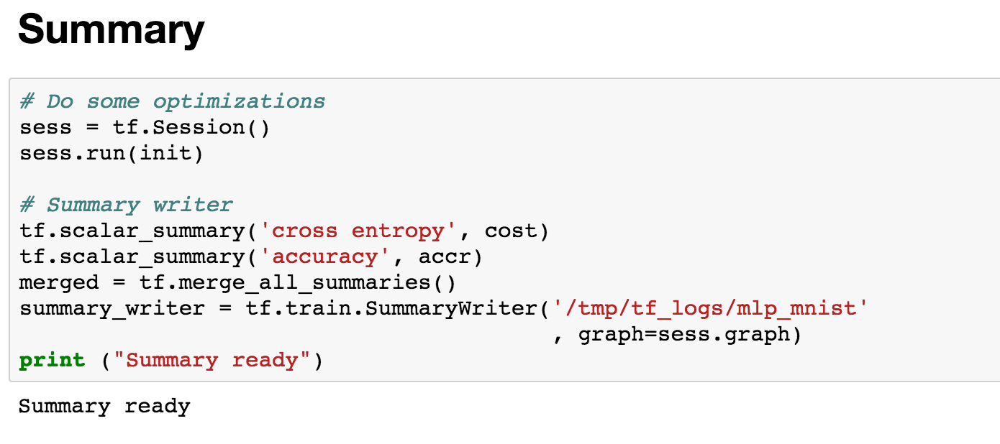 Summary
# Do some optimizations
sess = tf.Session()
sess.run(init)
# Summary writer
tf.scalar_summary('cross entropy', cost)
tf.scalar_summary('accuracy', accr)
merged = tf.merge_all_summaries()
summary_writer = tf.train.SummaryWriter('/tmp/tf_logs/mlp_mnist'
, graph=sess.graph)
print ("Summary ready")
Summary ready